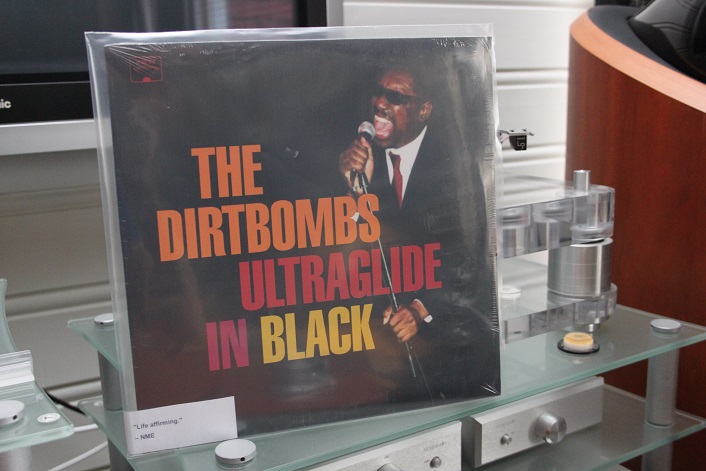 THE
DIRTBOMBS
ULTRAGLIDE
IN BLACK
"Life affirming."
– NME